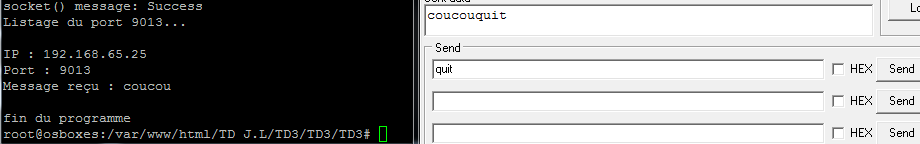 socket() message: Success
Listage du port 9013...
IP : 192.168.65.25
Port : 9013
Message reçu : coucou
fin du programme
root@osboxes:/var/www/html/TD J.L/TD3/TD3/TD3#
coucouquit
Lo
Send
quit
HEX
Send
HEX
Send
HEX
Send